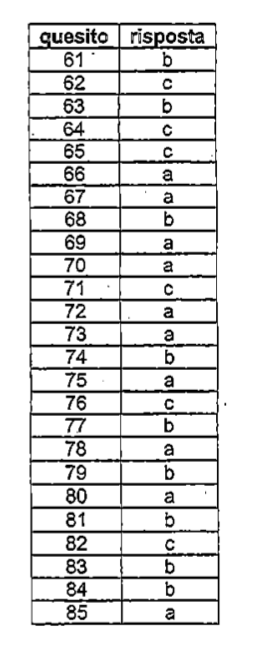 quesito risposta
61 b
62 c
63 b
64 c
65 c
66 a
67 a
68 b
69 a
70 a
71 c
72 a
73 a
74 b
75 a
76 c
77 b
78 a
79 b
80 a
81 b
82 c
83 b
84 b
85 a